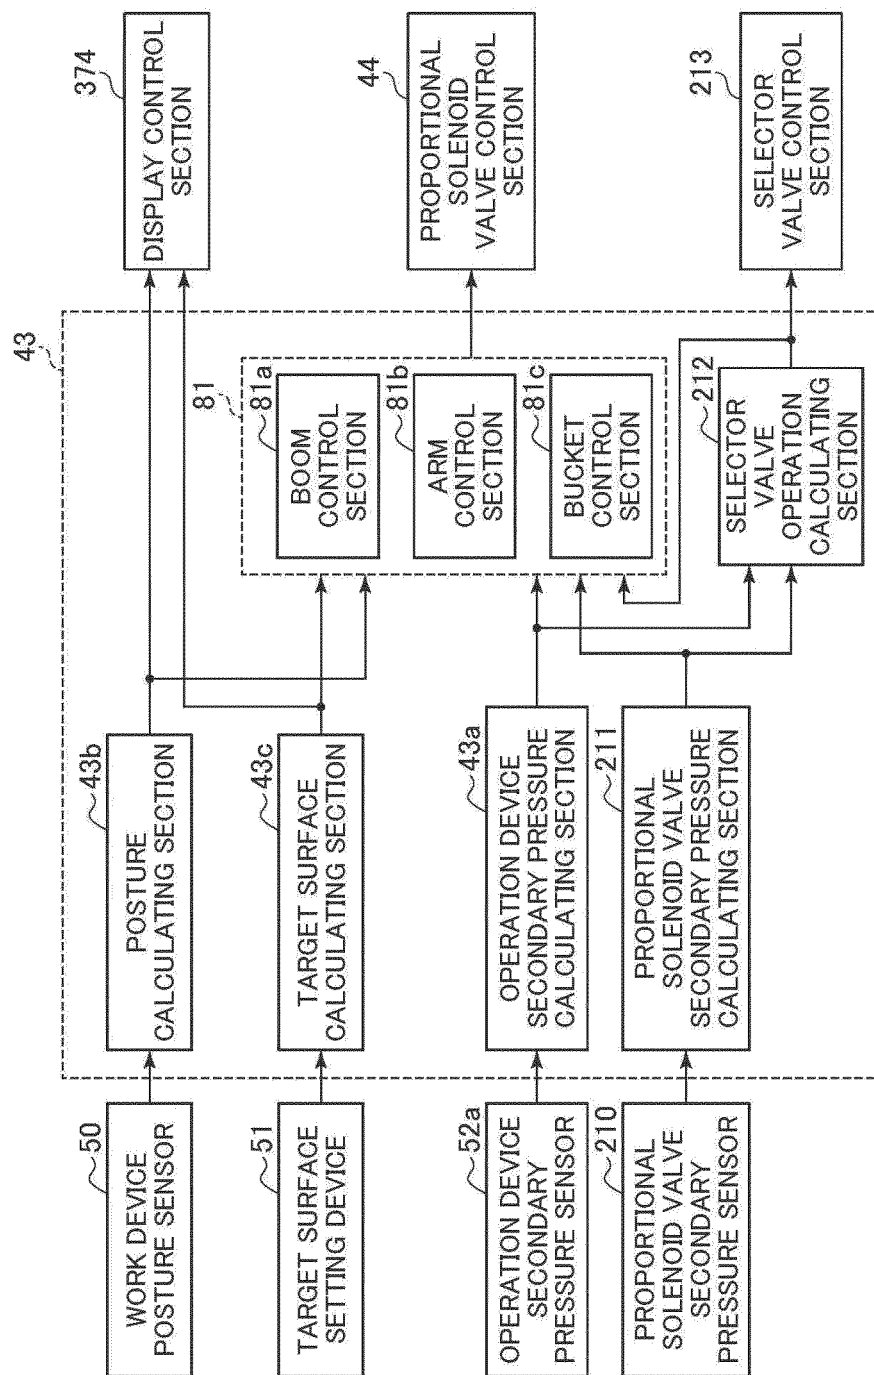 50
WORK DEVICE
POSTURE SENSOR
51
TARGET SURFACE
SETTING DEVICE
52a
OPERATION DEVICE
SECONDARY
PRESSURE SENSOR
210
PROPORTIONAL
SOLENOID VALVE
SECONDARY
PRESSURE SENSOR
43
43b
POSTURE
CALCULATING SECTION
43c
TARGET SURFACE
CALCULATING SECTION
43a
OPERATION DEVICE
SECONDARY PRESSURE
CALCULATING SECTION
211
PROPORTIONAL
SOLENOID VALVE
SECONDARY PRESSURE
CALCULATING SECTION
81
81a
BOOM
CONTROL
SECTION
81b
ARM
CONTROL
SECTION
81c
BUCKET
CONTROL
SECTION
212
SELECTOR
VALVE
OPERATION
CALCULATING
SECTION
374
DISPLAY CONTROL
SECTION
44
PROPORTIONAL
SOLENOID
VALVE CONTROL
SECTION
213
SELECTOR
VALVE CONTROL
SECTION